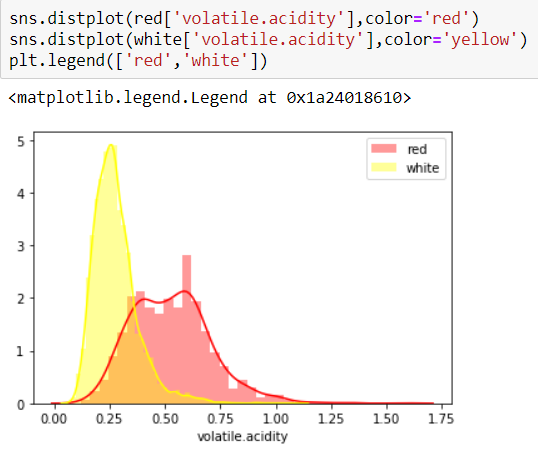 sns.distplot(red['volatile.acidity'],color='red')
sns.distplot(white['volatile.acidity'],color='yellow')
plt.legend(['red','white'])
<matplotlib.legend.Legend at 0x1a24018610>
red
white
5
4
3
2
1
0
0.00 0.25 0.50 0.75 1.00 1.25 1.50 1.75
volatile.acidity